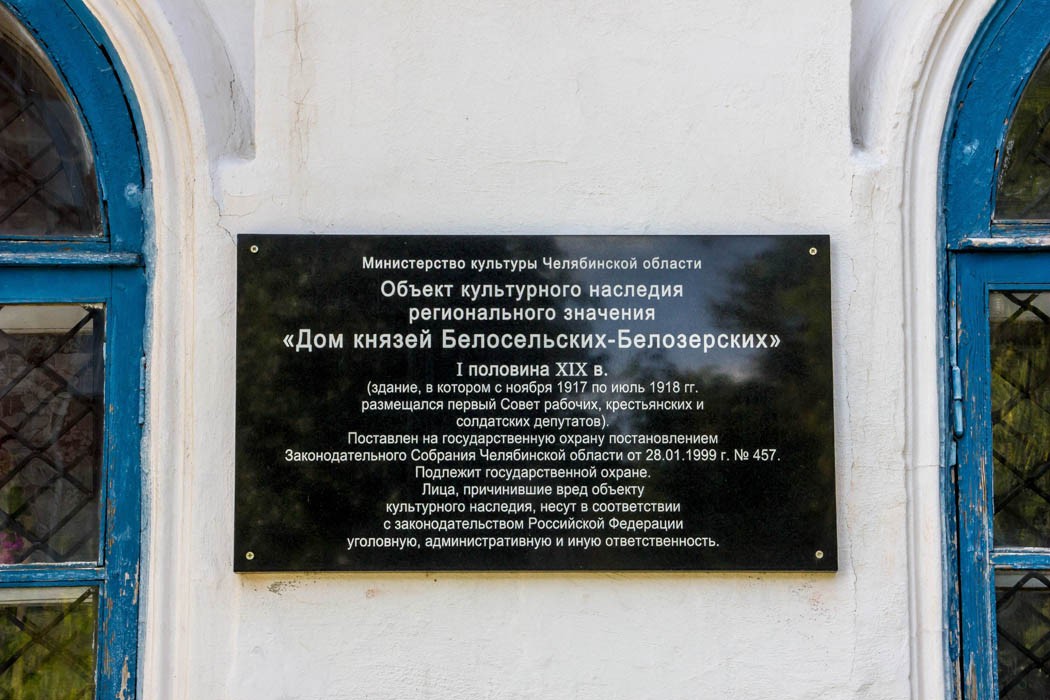 Министерство культуры Челябинской области
Объект культурного наследия
регионального значения
«Дом князей Белосельских-Белозерских»
I половина XIX в.
(здание, в котором с ноября 1917 по июль 1918 гг.
размещался первый Совет рабочих, крестьянских и
солдатских депутатов).
Поставлен на государственную охрану постановлением
Законодательного Собрания Челябинской области от 28.01.1999 г. № 457.
Подлежит государственной охране.
Лица, причинившие вред объекту
культурного наследия, несут в соответствии
с законодательством Российской Федерации
уголовную, административную и иную ответственность.